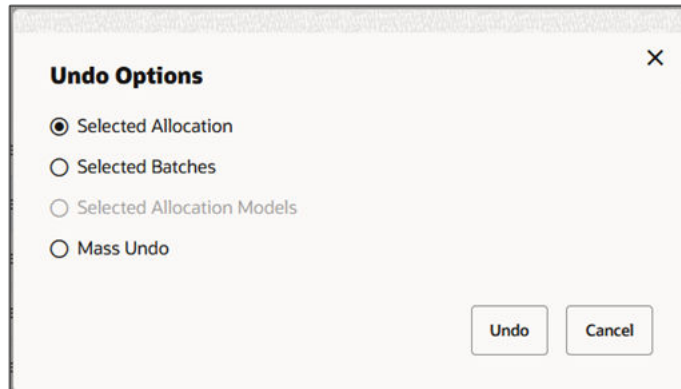 Undo Options
Selected Allocation
Selected Batches
Selected Allocation Models
Mass Undo
Undo Cancel